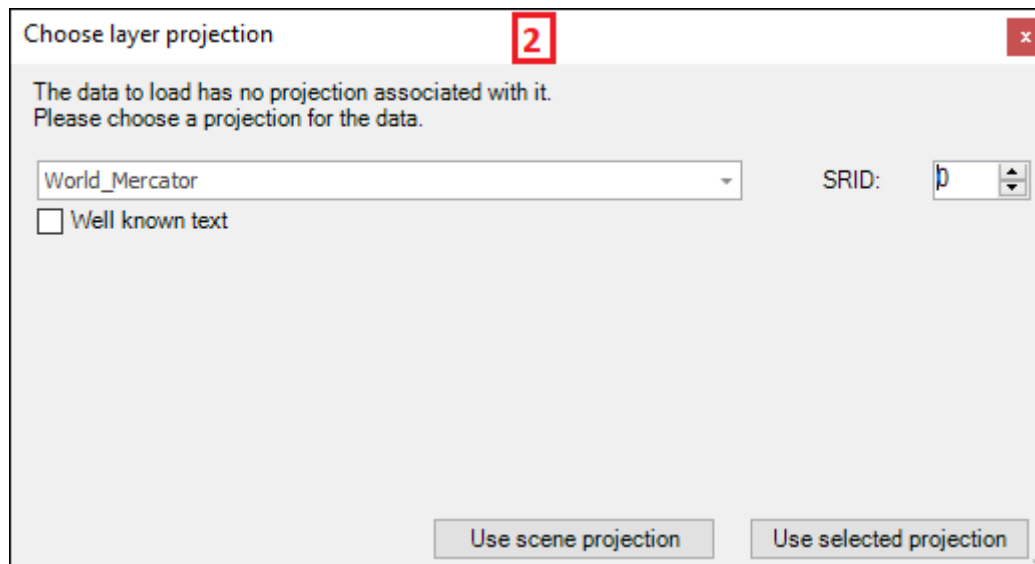 Choose layer projection
2
x
The data to load has no projection associated with it.
Please choose a projection for the data.
World_Mercator
SRID: 0
Well known text
Use scene projection
Use selected projection